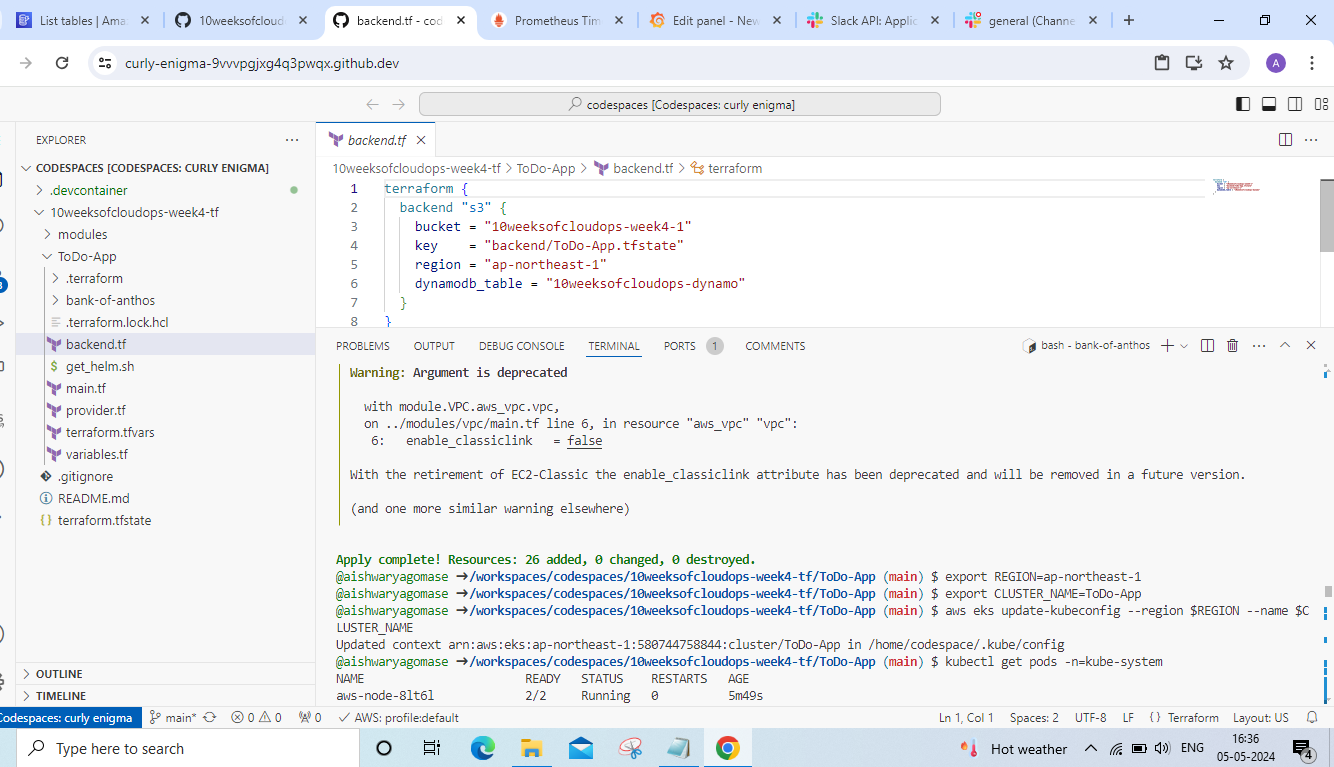 List tables | Ama
10weeksofcloud
backend.tf - cod
Prometheus Tim
Edit panel - New
Slack API: Applic
general (Channe
curly-enigma-9vvvpgjxg4q3pwqx.github.dev
A
codespaces [Codespaces: curly enigma]
EXPLORER
CODESPACES [CODESPACES: CURLY ENIGMA]
.devcontainer
10weeksofcloudops-week4-tf
modules
ToDo-App
.terraform
bank-of-anthos
.terraform.lock.hcl
backend.tf
$ get_helm.sh
main.tf
provider.tf
terraform.tfvars
variables.tf
.gitignore
README.md
{} terraform.tfstate
OUTLINE
TIMELINE
backend.tf
10weeksofcloudops-week4-tf > ToDo-App > backend.tf > terraform
1 terraform {
2 backend "s3" {
3 bucket = "10weeksofcloudops-week4-1"
4 key    = "backend/ToDo-App.tfstate"
5 region = "ap-northeast-1"
6 dynamodb_table = "10weeksofcloudops-dynamo"
7 }
8 }
PROBLEMS OUTPUT DEBUG CONSOLE TERMINAL PORTS 1 COMMENTS
bash - bank-of-anthos
Warning: Argument is deprecated
with module.VPC.aws_vpc.vpc,
on ../modules/vpc/main.tf line 6, in resource "aws_vpc" "vpc":
6:   enable_classiclink   = false
With the retirement of EC2-Classic the enable_classiclink attribute has been deprecated and will be removed in a future version.
(and one more similar warning elsewhere)
Apply complete! Resources: 26 added, 0 changed, 0 destroyed.
@aishwaryagomase →/workspaces/codespaces/10weeksofcloudops-week4-tf/ToDo-App (main) $ export REGION=ap-northeast-1
@aishwaryagomase →/workspaces/codespaces/10weeksofcloudops-week4-tf/ToDo-App (main) $ export CLUSTER_NAME=ToDo-App
@aishwaryagomase →/workspaces/codespaces/10weeksofcloudops-week4-tf/ToDo-App (main) $ aws eks update-kubeconfig --region $REGION --name $C
LUSTER_NAME
Updated context arn:aws:eks:ap-northeast-1:580744758844:cluster/ToDo-App in /home/codespace/.kube/config
@aishwaryagomase →/workspaces/codespaces/10weeksofcloudops-week4-tf/ToDo-App (main) $ kubectl get pods -n=kube-system
NAME READY STATUS RESTARTS AGE
aws-node-8lt6l 2/2 Running 0 5m49s
Codespaces: curly enigma
main*
0 0
0
AWS: profile:default
Ln 1, Col 1
Spaces: 2
UTF-8
LF
{} Terraform
Layout: US
Type here to search
Hot weather
ENG
16:36
05-05-2024
4